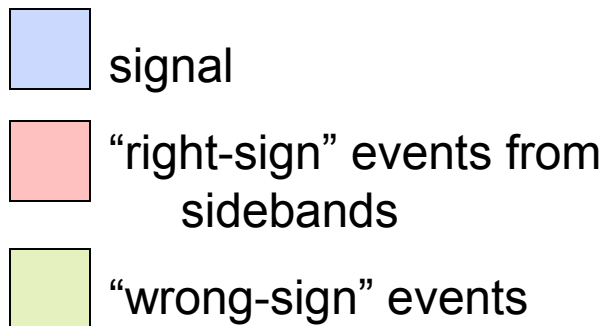 signal
“right-sign” events from
sidebands
“wrong-sign” events